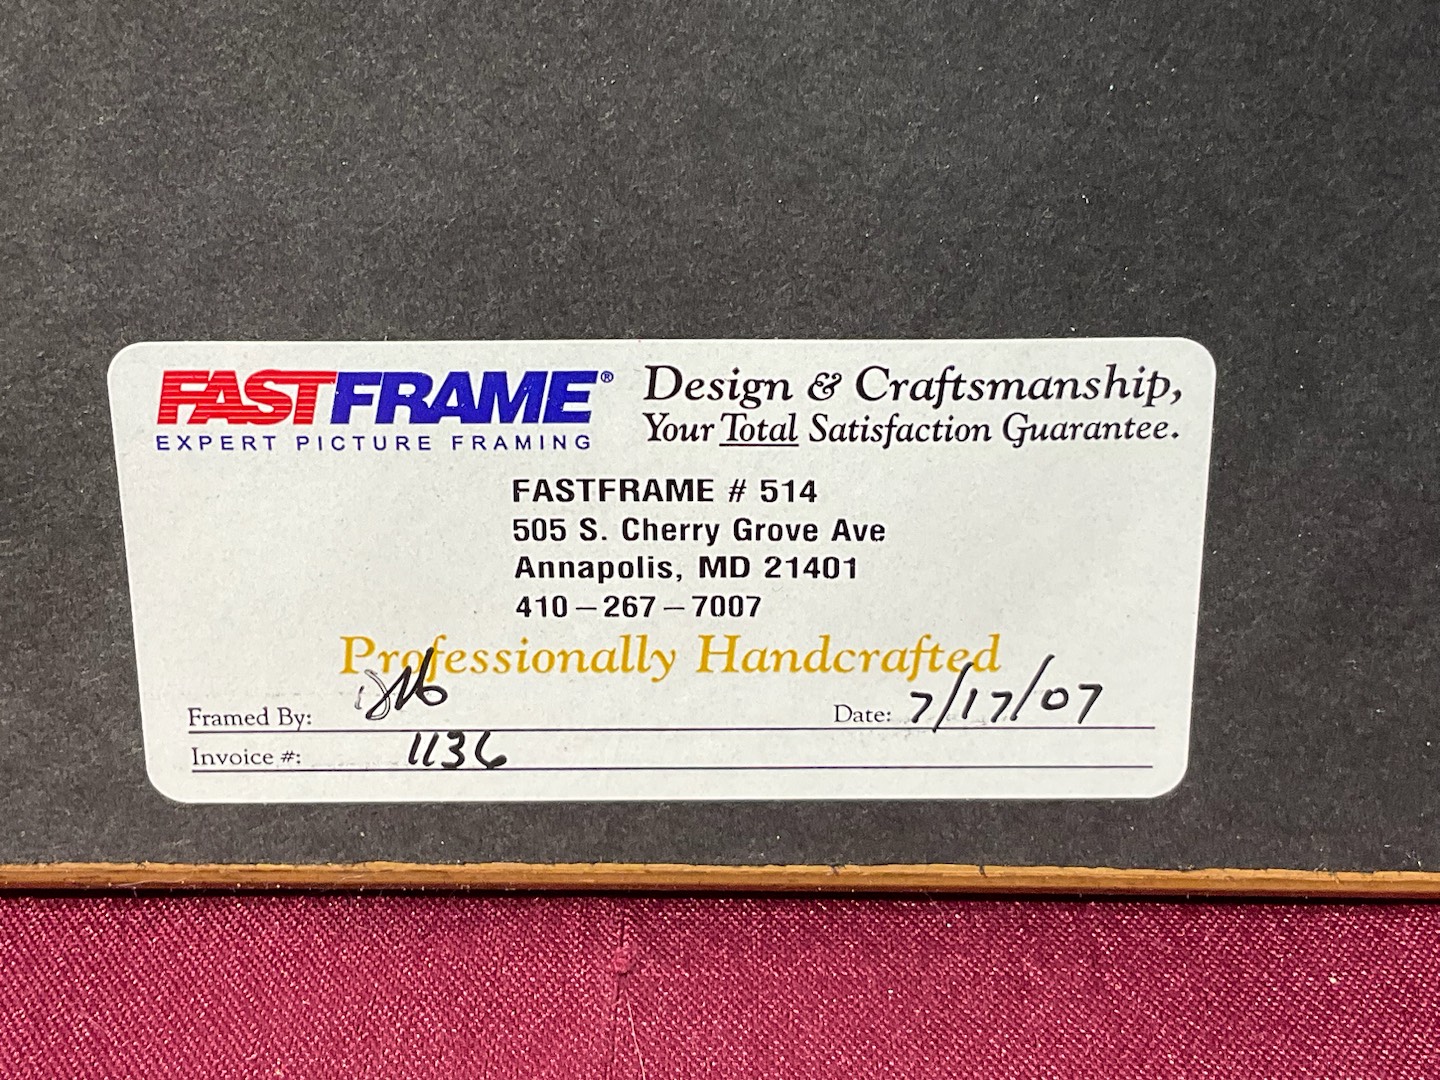 FASTFRAME®
EXPERT PICTURE FRAMING
Design & Craftsmanship,
Your Total Satisfaction Guarantee.
FASTFRAME # 514
505 S. Cherry Grove Ave
Annapolis, MD 21401
410-267-7007
Professionally Handcrafted
Framed By: Date: 7/17/07
Invoice #: 1136